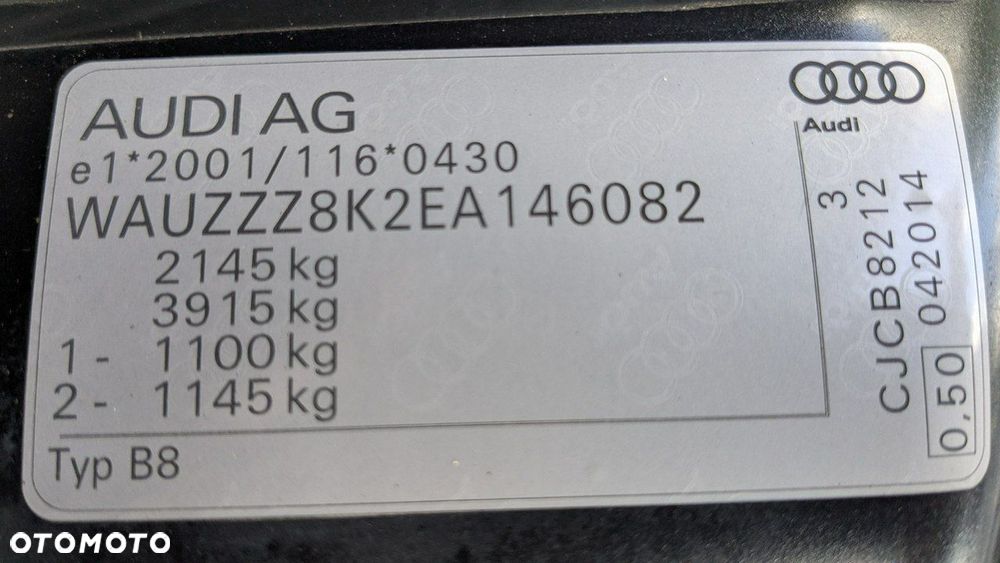 AUDI AG
e1*2001/116*0430
WAUZZZ8K2EA146082
2145 kg
3915 kg
1 - 1100 kg
2 - 1145 kg
Typ B8
Audi
3
CJCB8212
042014
0,50
OTOMOTO